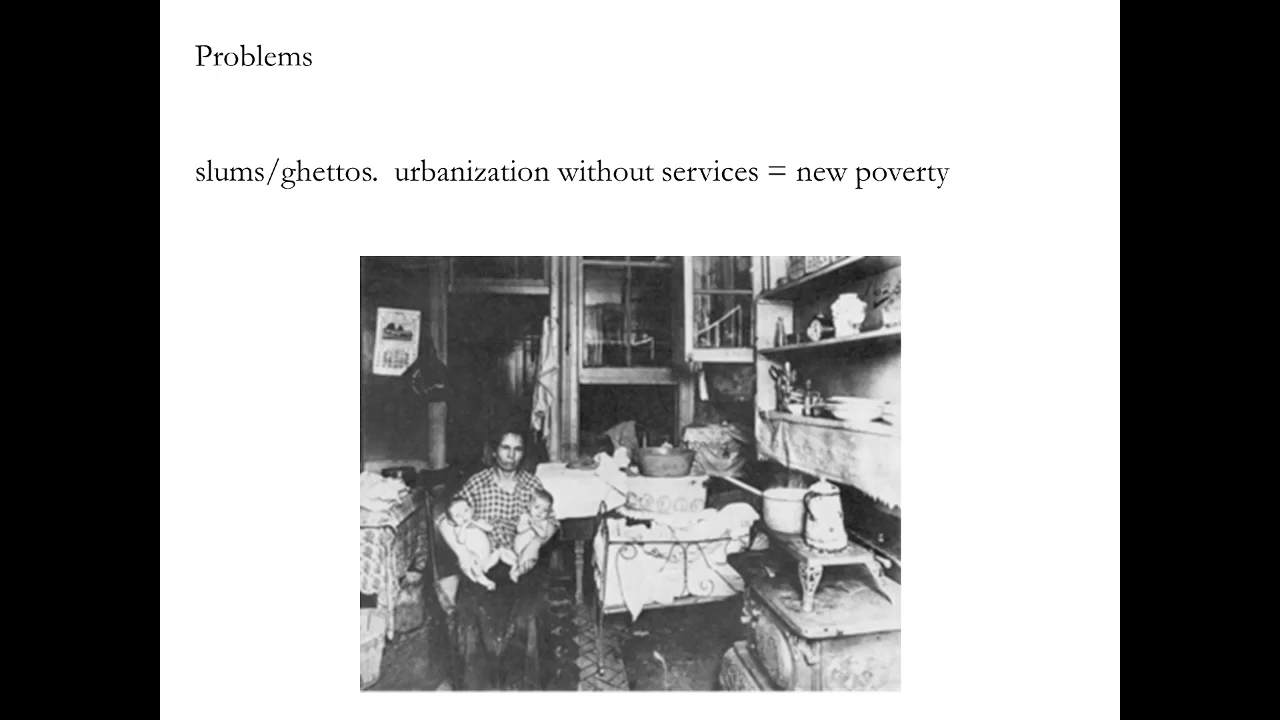 Problems
slums/ghettos.  urbanization without services = new poverty